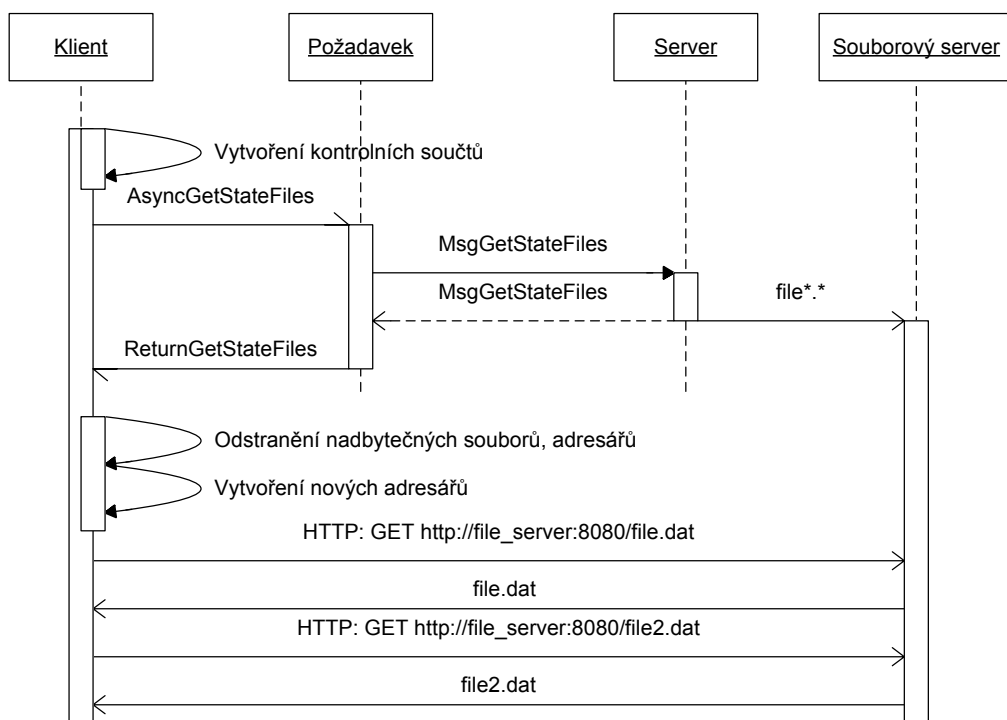 Klient
Požadavek
Server
Souborový server
Vytvoření kontrolních součtů
AsyncGetStateFiles
MsgGetStateFiles
MsgGetStateFiles
file*.*
ReturnGetStateFiles
Odstranění nadbytečných souborů, adresářů
Vytvoření nových adresářů
HTTP: GET http://file_server:8080/file.dat
file.dat
HTTP: GET http://file_server:8080/file2.dat
file2.dat